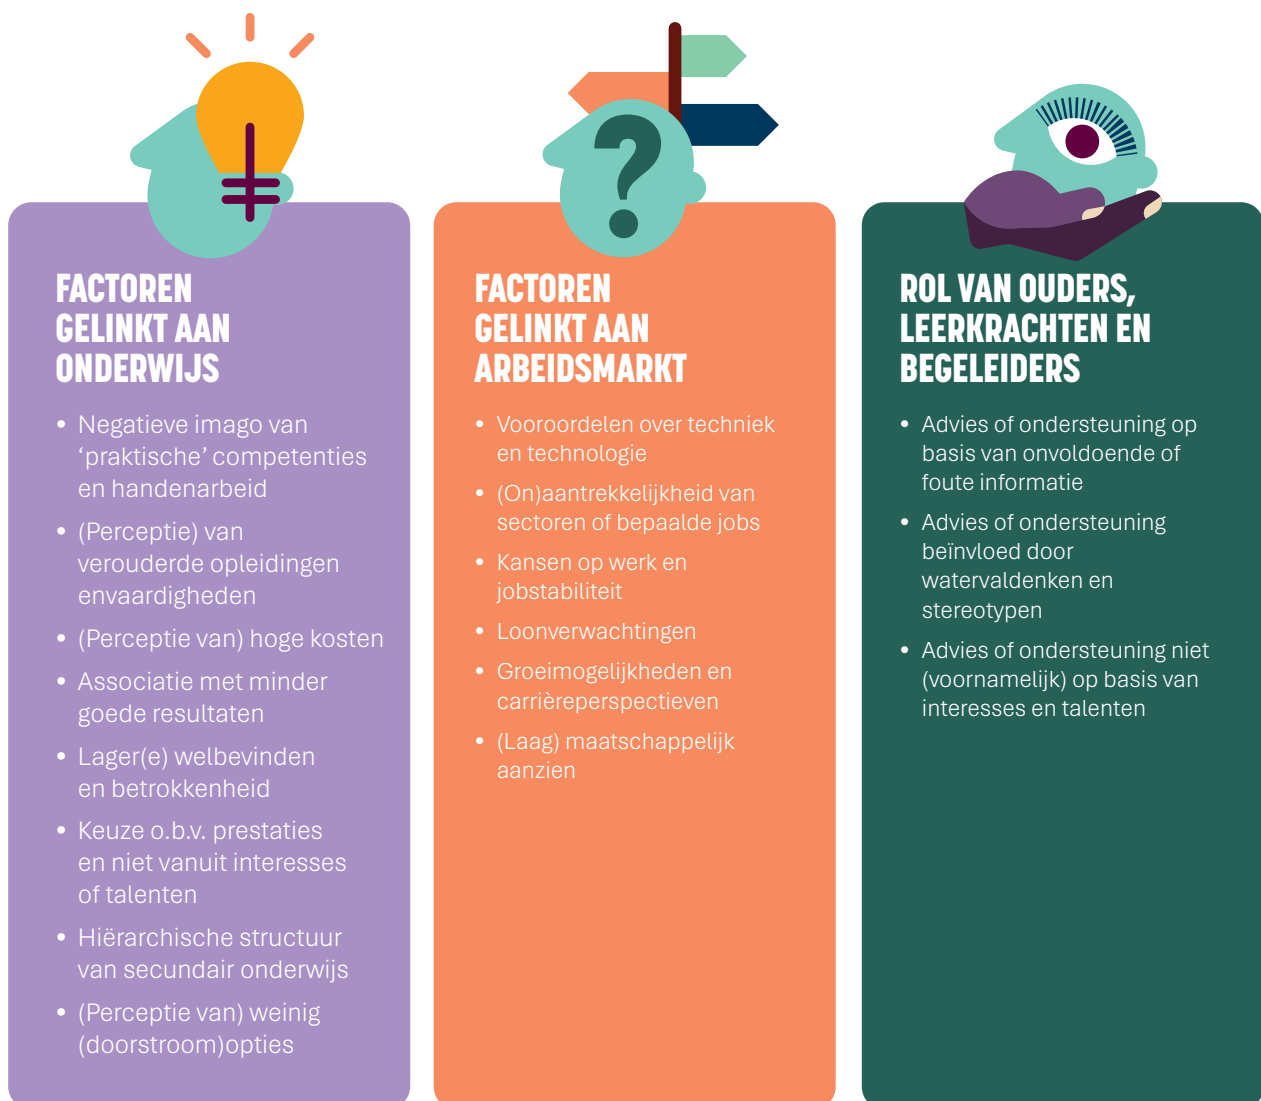 ?
FACTOREN
GELINKT AAN
ONDERWIJS
• Negatieve imago van
‘praktische’ competenties
en handenarbeid
• (Perceptie) van
verouderde opleidingen
envaardigheden
• (Perceptie van) hoge kosten
• Associatie met minder
goede resultaten
• Lager(e) welbevinden
en betrokkenheid
• Keuze o.b.v. prestaties
en niet vanuit interesses
of talenten
• Hiërarchische structuur
van secundair onderwijs
• (Perceptie van) weinig
(doorstroom)opties
FACTOREN
GELINKT AAN
ARBEIDSMARKT
• Vooroordelen over techniek
en technologie
• (On)aantrekkelijkheid van
sectoren of bepaalde jobs
• Kansen op werk en
jobstabiliteit
• Loonverwachtingen
• Groeimogelijkheden en
carrièreperspectieven
• (Laag) maatschappelijk
aanzien
ROL VAN OUDERS,
LEERKRACHTEN EN
BEGELEIDERS
• Advies of ondersteuning op
basis van onvoldoende of
foute informatie
• Advies of ondersteuning
beïnvloed door
watervaldenken en
stereotypen
• Advies of ondersteuning niet
(voornamelijk) op basis van
interesses en talenten